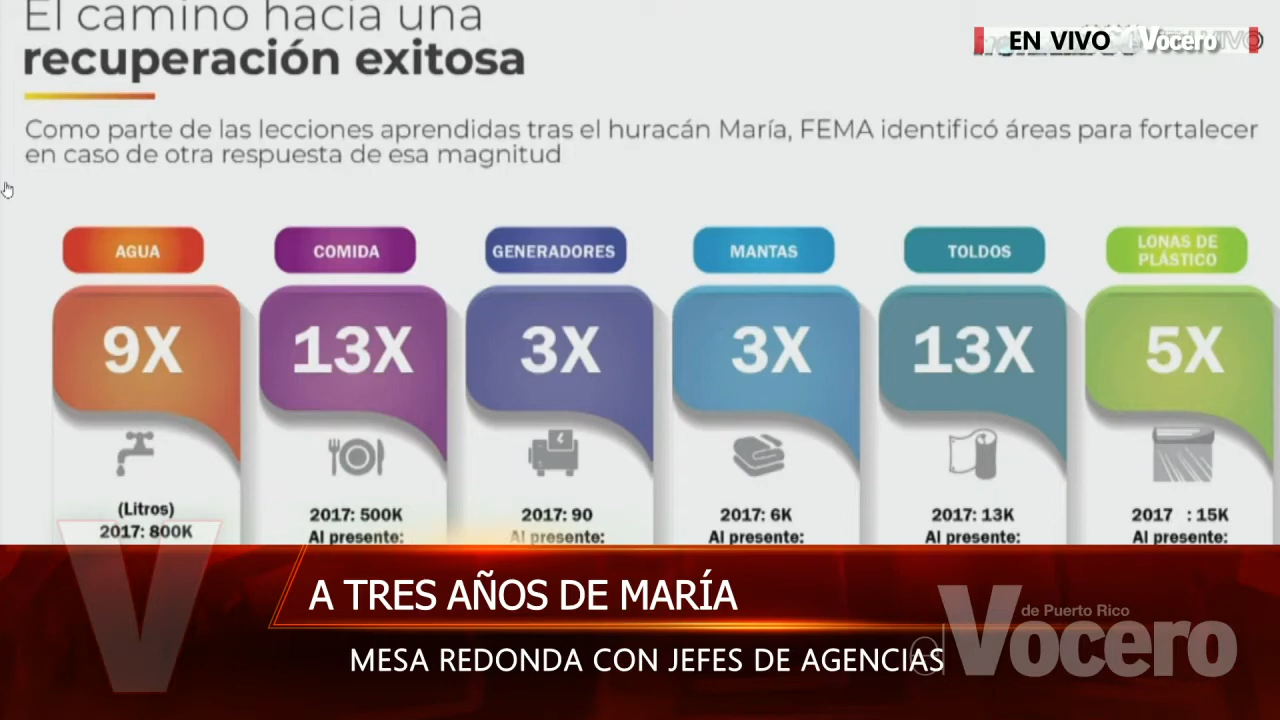 El camino hacia una
recuperación exitosa
EN VIVO
Vocero
Como parte de las lecciones aprendidas tras el huracán María, FEMA identificó áreas para fortalecer
en caso de otra respuesta de esa magnitud
AGUA
COMIDA
GENERADORES
MANTAS
TOLDOS
LONAS DE
PLÁSTICO
9X
13X
3X
3X
13X
5X
(Litros)
2017: 800K
2017: 500K
Al presente:
2017: 90
Al presente:
2017: 6K
Al presente:
2017: 13K
Al presente:
2017 : 15K
Al presente:
V
A TRES AÑOS DE MARÍA
MESA REDONDA CON JEFES DE AGENCIAS
de Puerto Rico
el Vocero